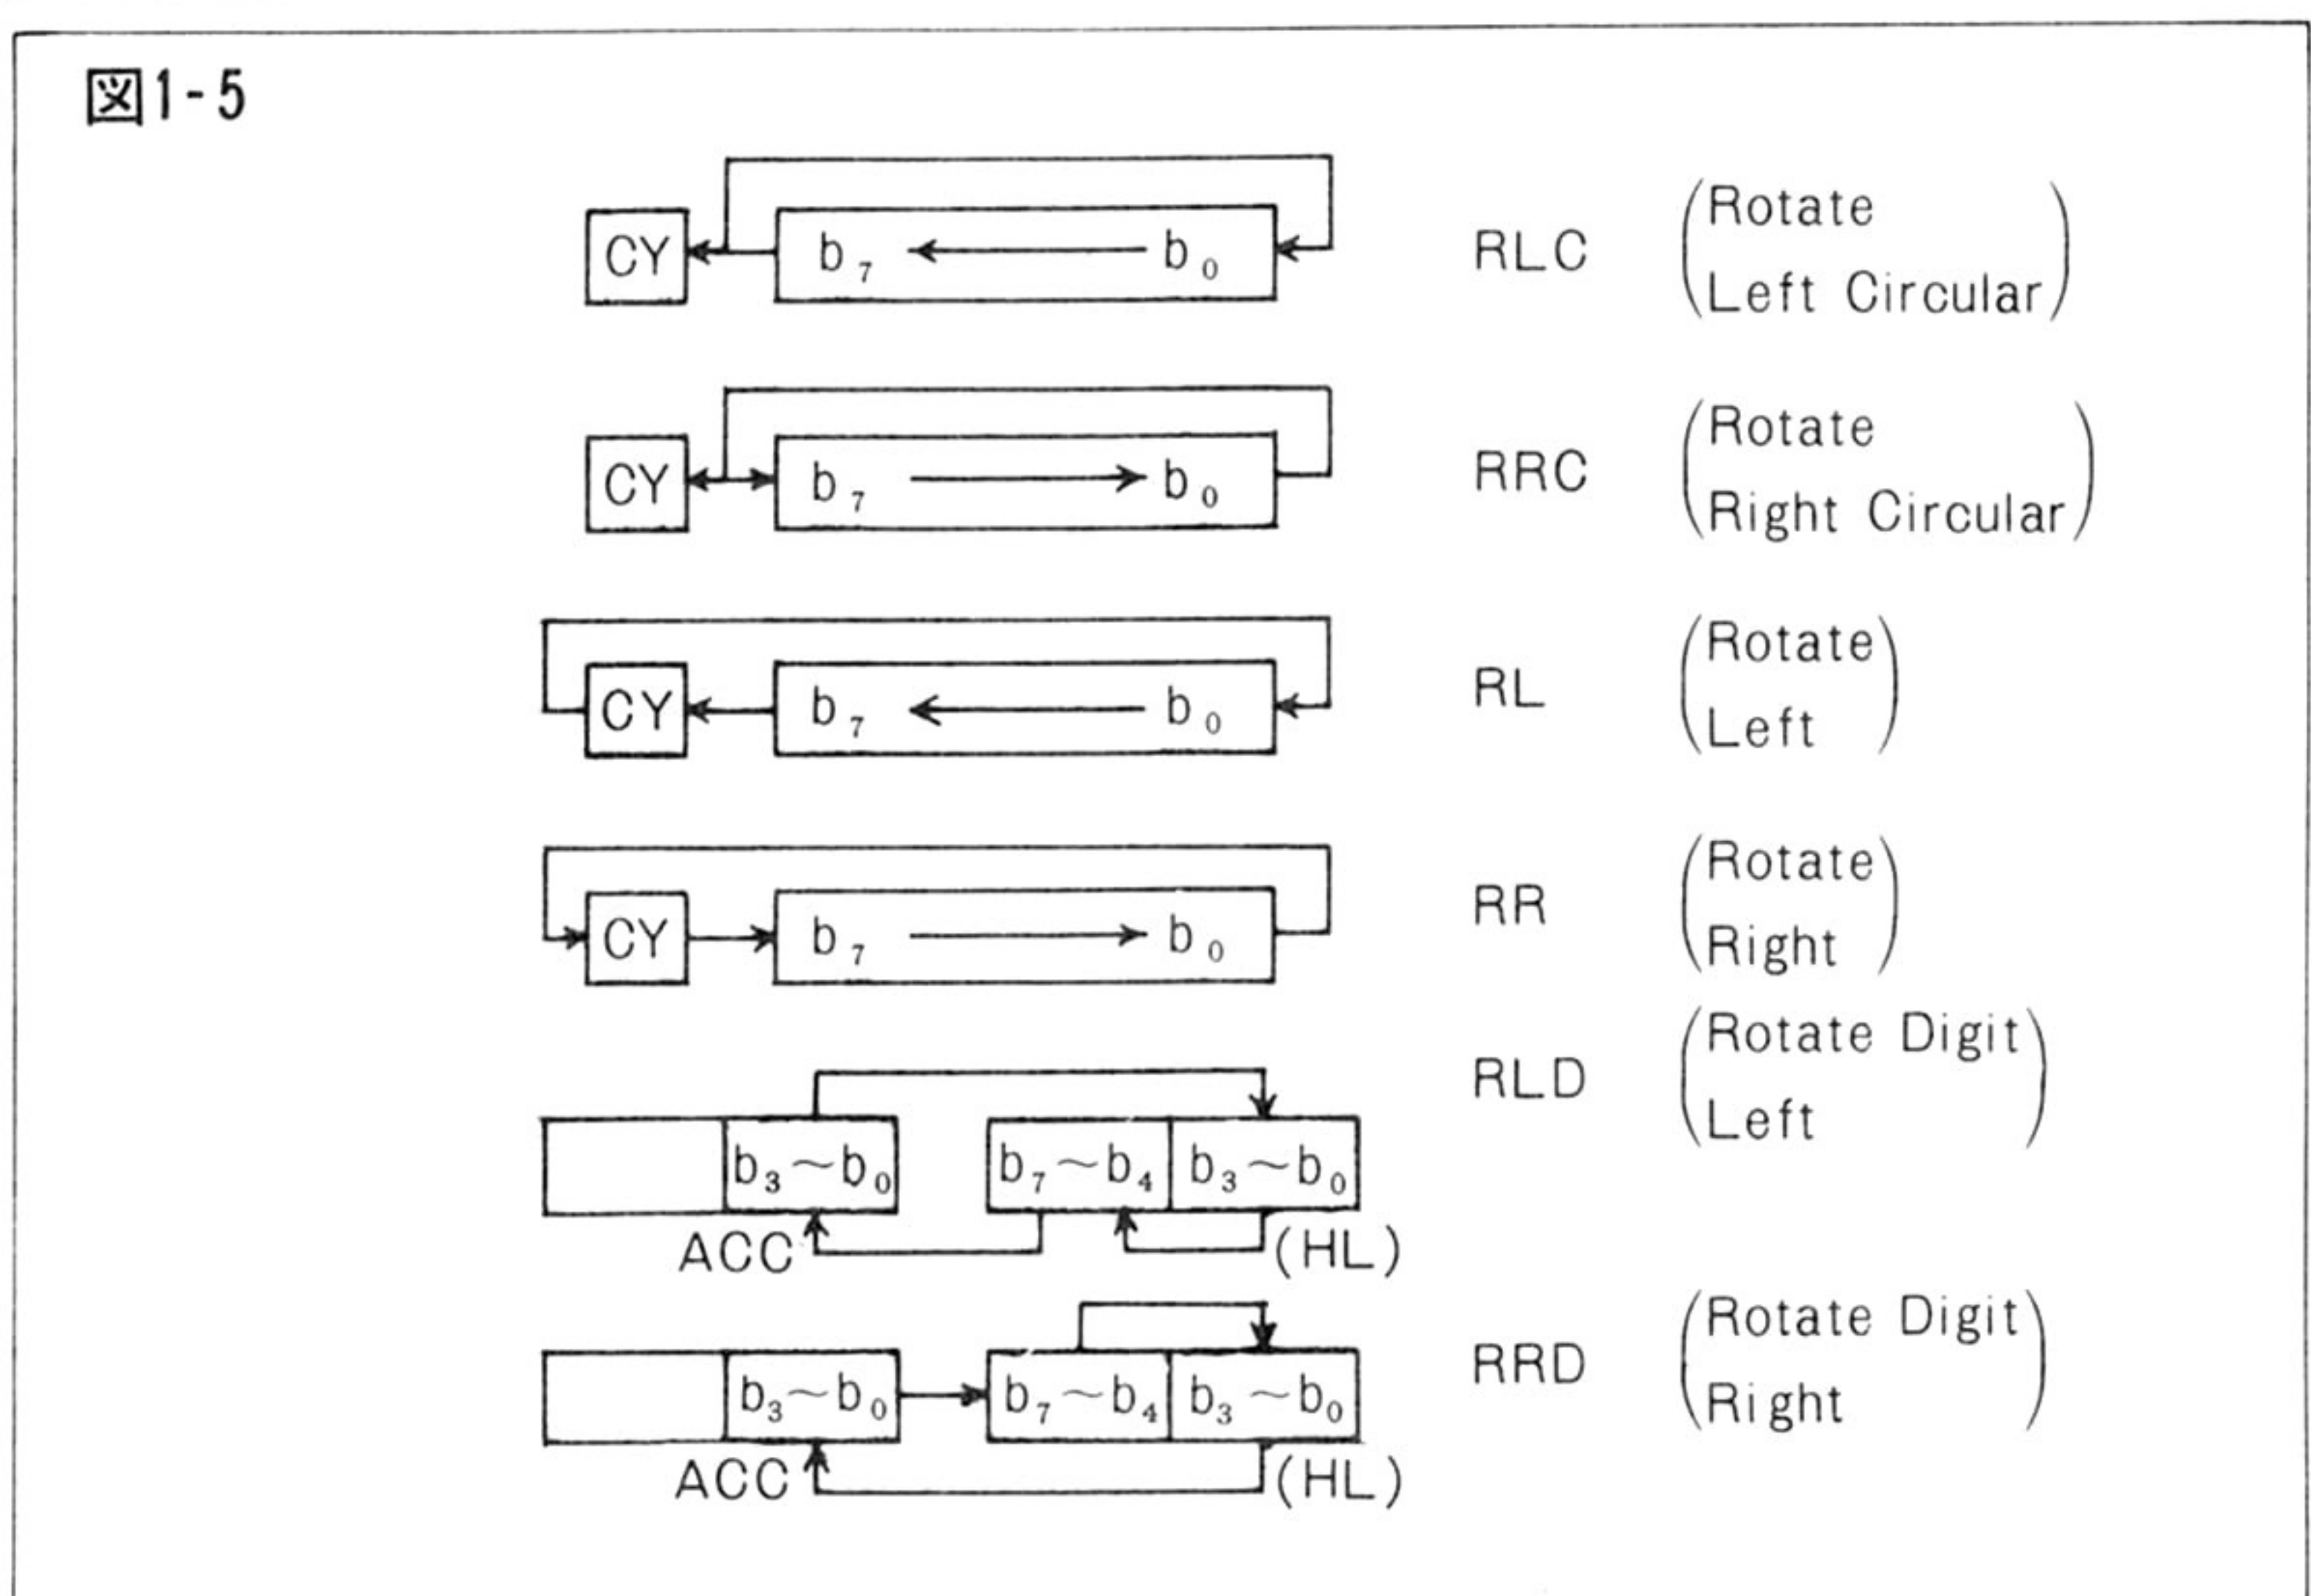 図1-5
CY b7 b0 RLC (Rotate
Left Circular)
CY b7 b0 RRC (Rotate
Right Circular)
CY b7 b0 RL (Rotate
Left)
CY b7 b0 RR (Rotate
Right)
RLD (Rotate Digit
Left)
b3~b0 b7~b4 b3~b0
ACC (HL)
RRD (Rotate Digit
Right)
b3~b0 b7~b4 b3~b0
ACC (HL)